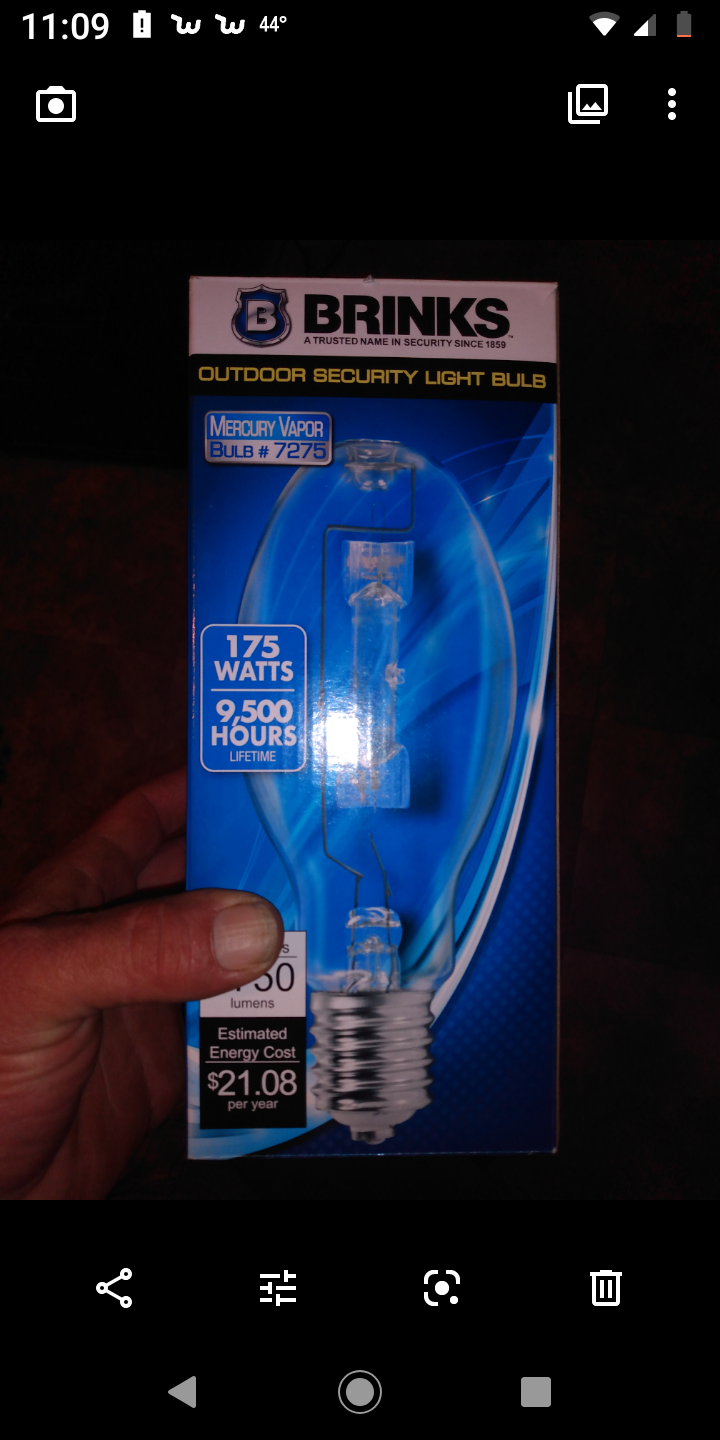 11:09 44°
B BRINKS™
A TRUSTED NAME IN SECURITY SINCE 1859
OUTDOOR SECURITY LIGHT BULB
MERCURY VAPOR
BULB # 7275
175
WATTS
9,500
HOURS
LIFETIME
lumens
Estimated
Energy Cost
$21.08
per year